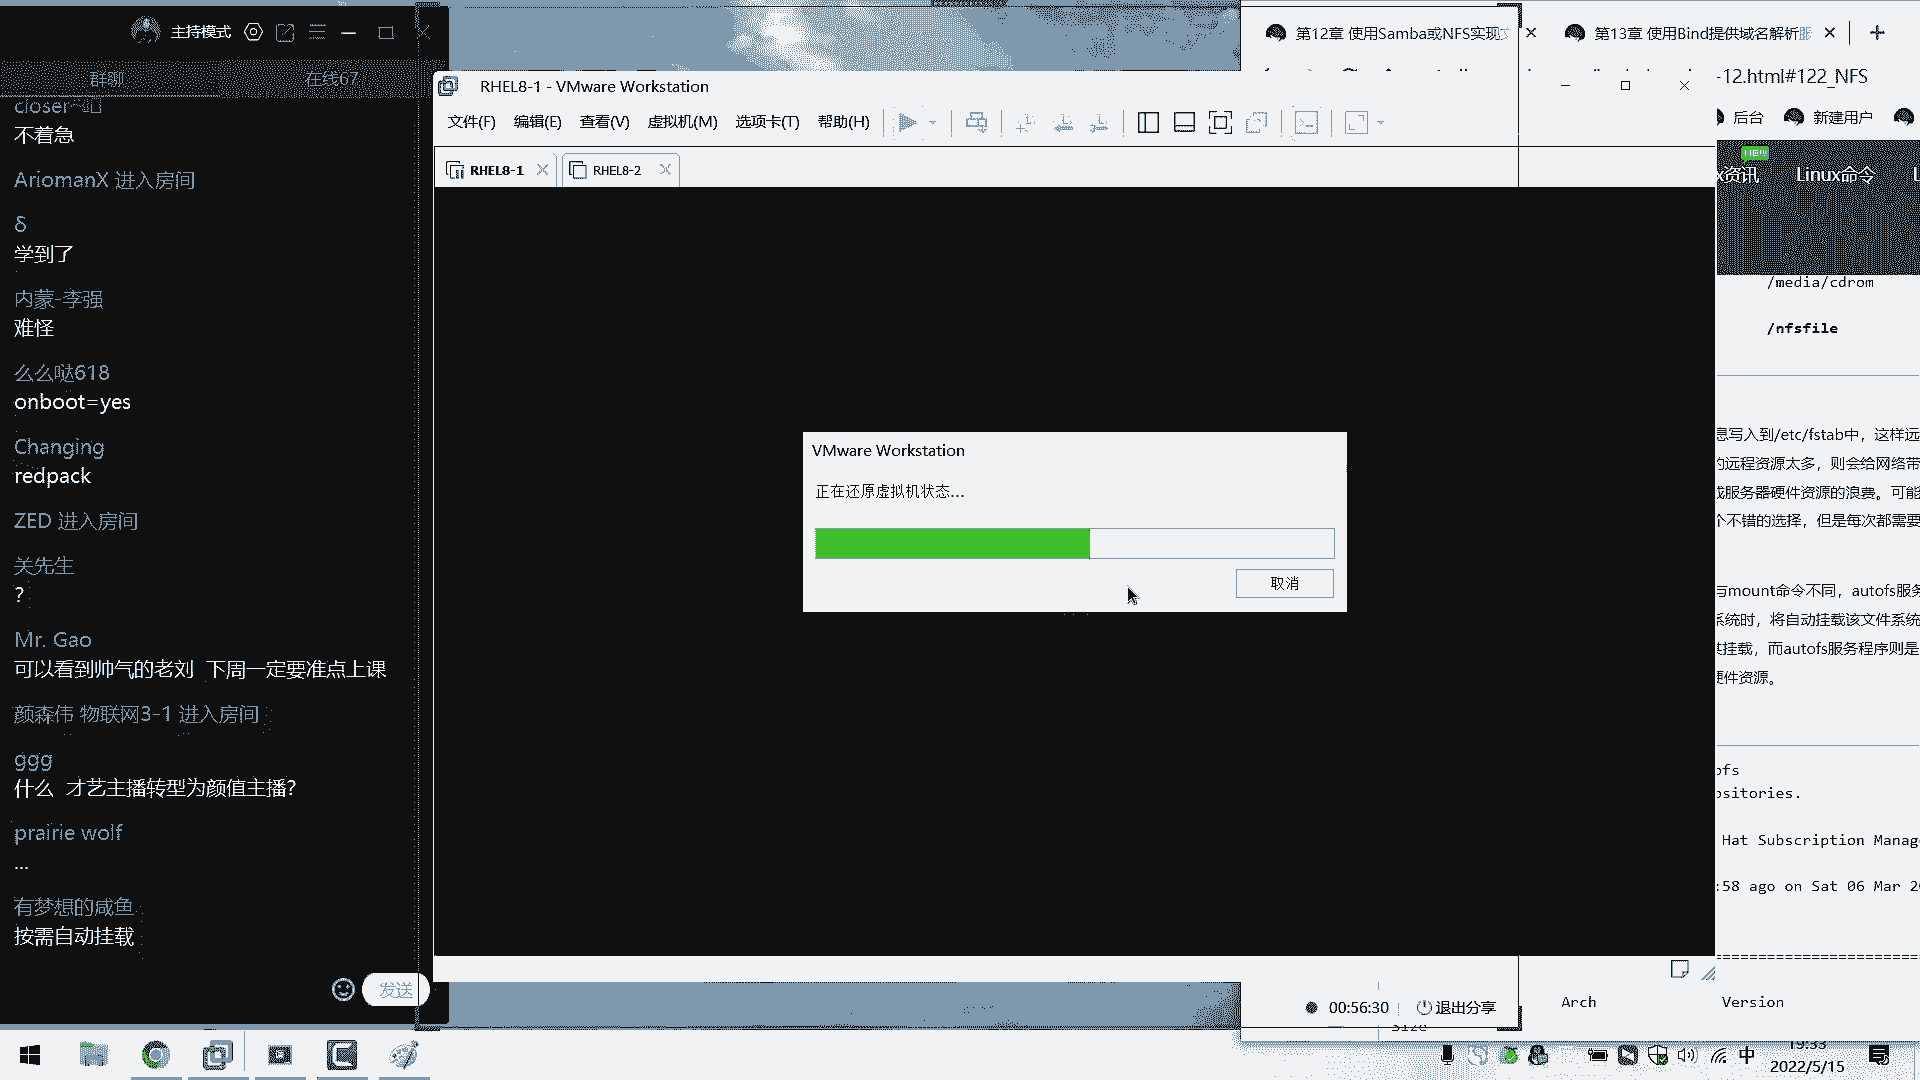 主持模式
群聊
在线67
不着急
AriomanX 进入房间
δ
学到了
内蒙-李强
难怪
么么哒618
onboot=yes
Changing
redpack
ZED 进入房间
关先生
?
Mr. Gao
可以看到帅气的老刘 下周一定要准点上课
颜森伟 物联网3-1 进入房间
ggg
什么 才艺主播转型为颜值主播?
prairie wolf
...
有梦想的咸鱼
按需自动挂载
发送
RHEL8-1 - VMware Workstation
文件(F) 编辑(E) 查看(V) 虚拟机(M) 选项卡(T) 帮助(H)
RHEL8-1
RHEL8-2
VMware Workstation
正在还原虚拟机状态...
取消
第12章 使用Samba或NFS实现
第13章 使用Bind提供域名解析服
-12.html#122_NFS
后台
新建用户
NEW
x资讯
Linux命令
/media/cdrom
/nfsfile
息写入到/etc/fstab中，这样远
的远程资源太多，则会给网络带
成服务器硬件资源的浪费。可能
个不错的选择，但是每次都需要
与mount命令不同，autofs服务
系统时，将自动挂载该文件系统
挂载，而autofs服务程序则是
硬件资源。
ofs
ositories.
Hat Subscription Manag
:58 ago on Sat 06 Mar 2
Arch
Version
00:56:30
退出分享
中
19:33
2022/5/15